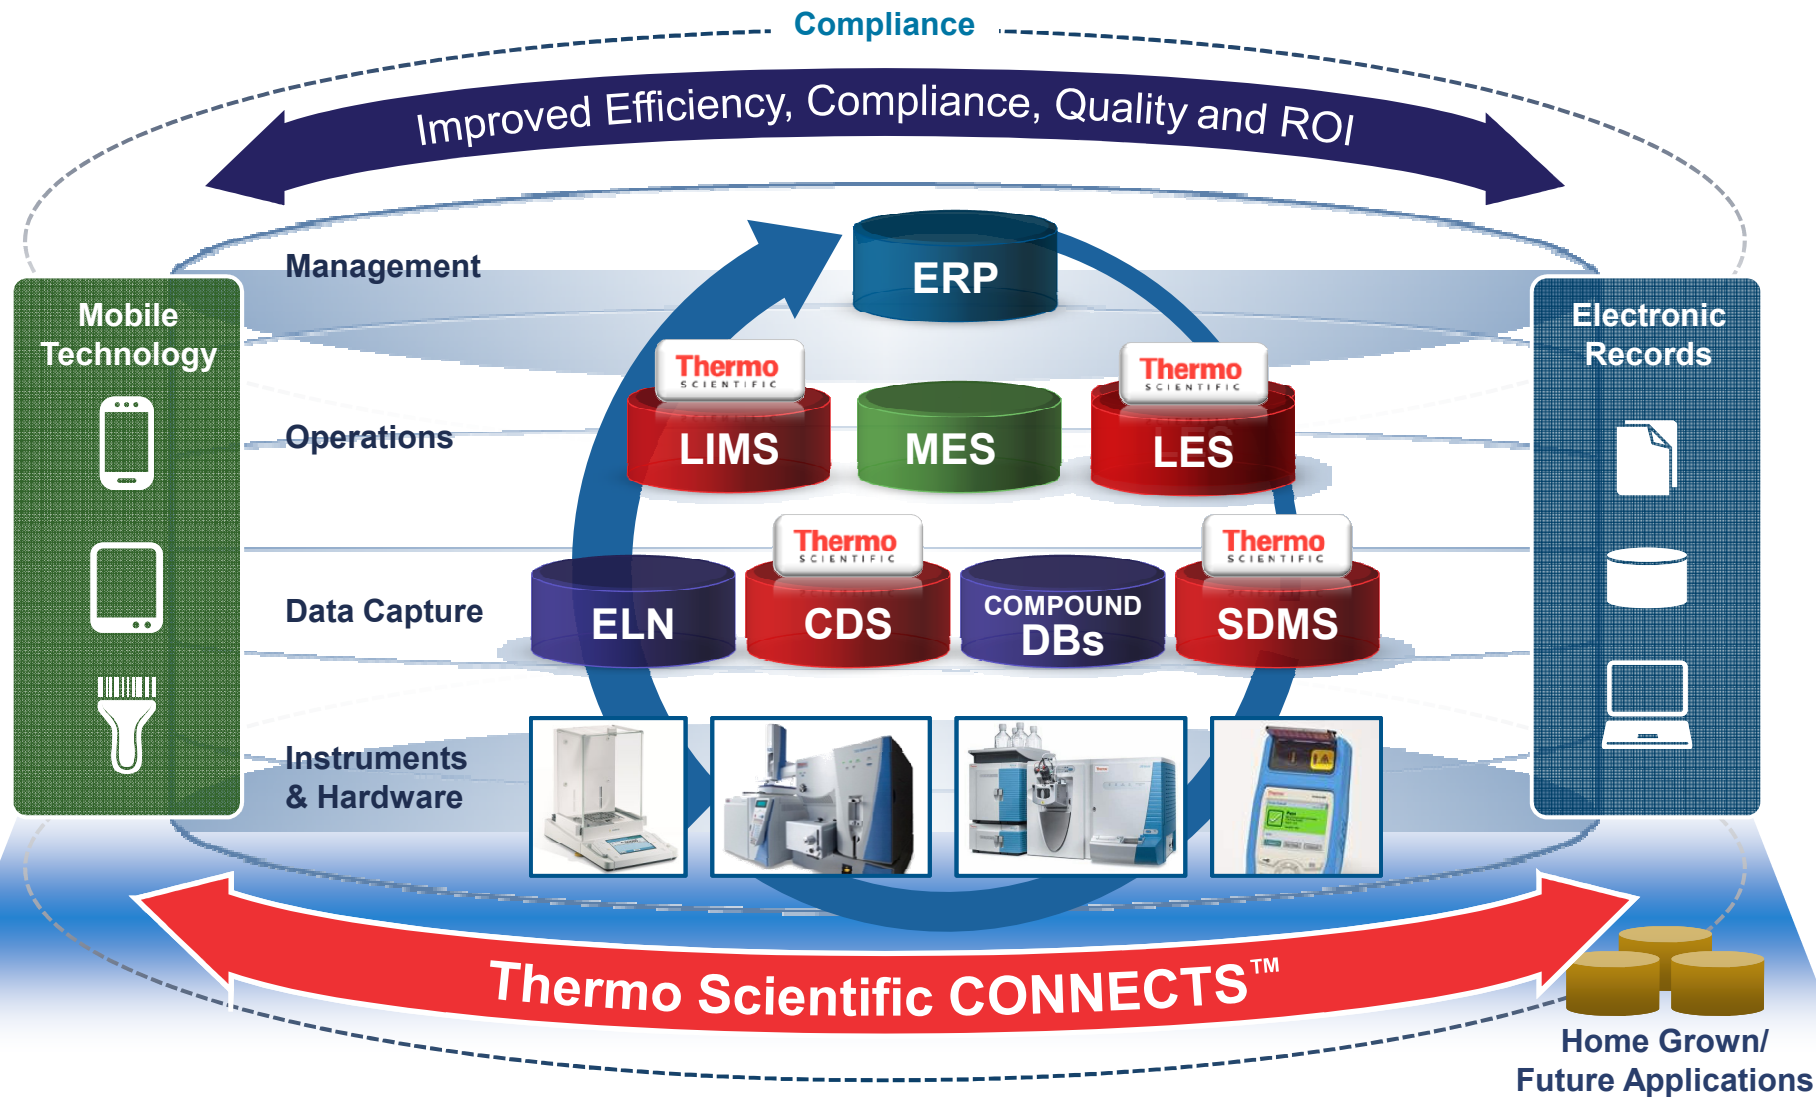 Compliance
Improved Efficiency, Compliance, Quality and ROI
Management
ERP
Mobile
Technology
Electronic
Records
Thermo
SCIENTIFIC
Thermo
SCIENTIFIC
Operations
LIMS
MES
LES
Thermo
SCIENTIFIC
Thermo
SCIENTIFIC
Data Capture
ELN
CDS
COMPOUND
DBs
SDMS
Instruments
& Hardware
Thermo Scientific CONNECTS™
Home Grown/
Future Applications